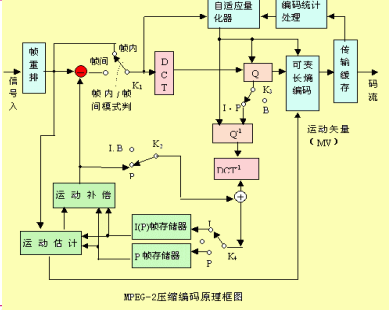 自适应量
化器
编码统计
处理
帧
重
排
帧内
帧间
K₁
帧 内 / 帧
间模式判
D
C
T
Q
K₃
I · P
B
可变
长熵
编码
传
输
缓
存
信
号
入
码
流
Q⁻¹
运动矢量
(MV)
DCT⁻¹
I.B
K₂
P
运 动 补 偿
运 动 估 计
I(P)帧存储器
P 帧存储器
I
P
K₄
MPEG-2压缩编码原理框图